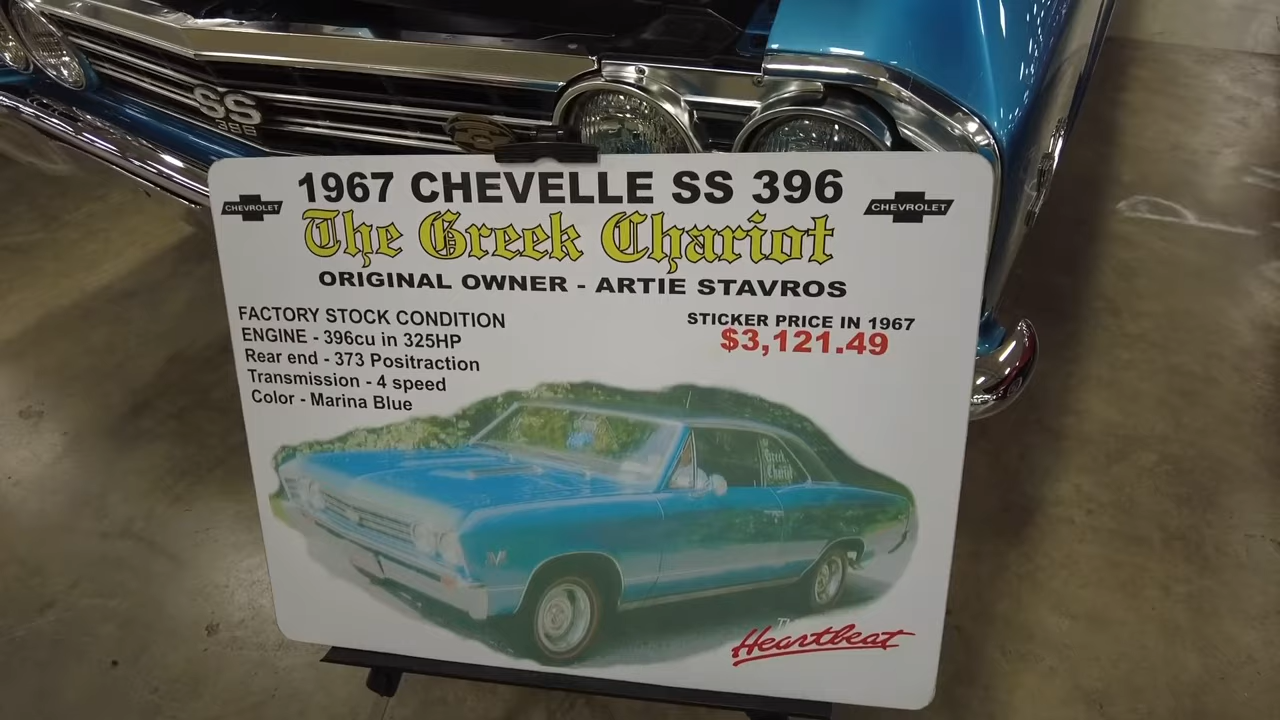 SS
396
1967 CHEVELLE SS 396
CHEVROLET
CHEVROLET
The Greek Chariot
ORIGINAL OWNER - ARTIE STAVROS
FACTORY STOCK CONDITION
ENGINE - 396cu in 325HP
Rear end - 373 Positraction
Transmission - 4 speed
Color - Marina Blue
STICKER PRICE IN 1967
$3,121.49
Greek
Heartbeat